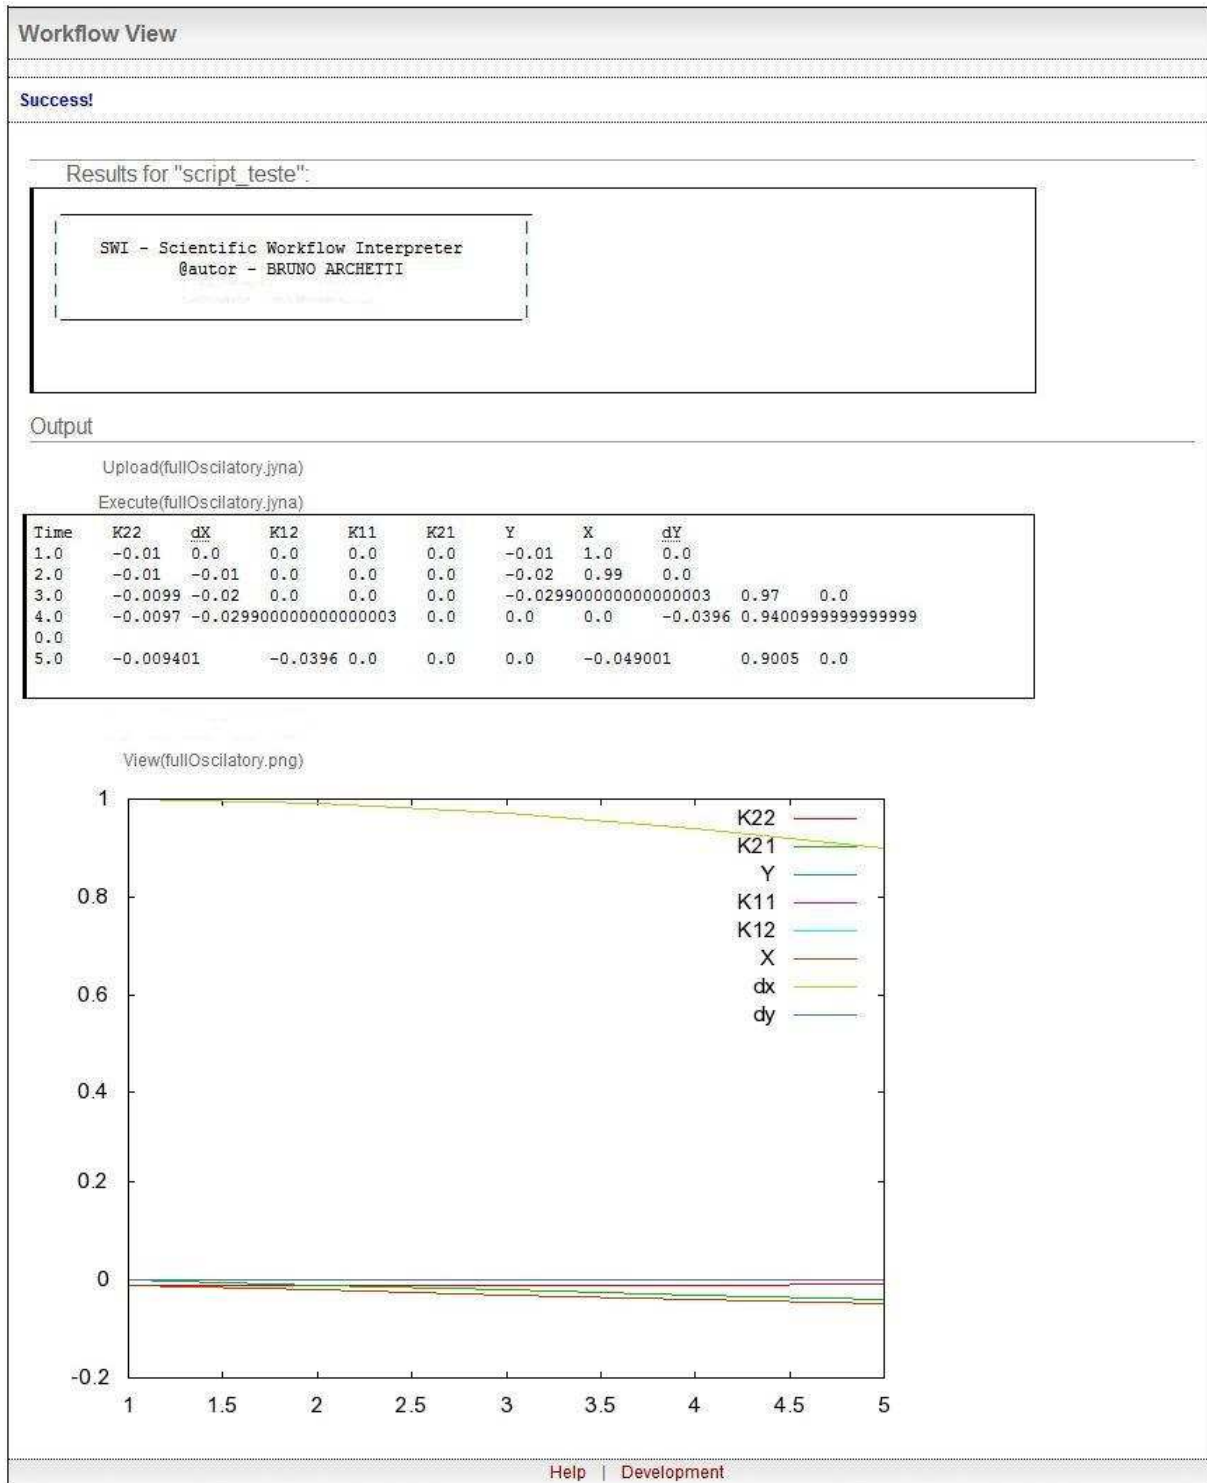 Workflow View
Success!
Results for "script_teste":
SWI - Scientific Workflow Interpreter
@autor - BRUNO ARCHETTI
Output
Upload(fullOscilatory.jyna)
Execute(fullOscilatory.jyna)
Time K22 dX K12 K11 K21 Y X dY
1.0 -0.01 0.0 0.0 0.0 0.0 -0.01 1.0 0.0
2.0 -0.01 -0.01 0.0 0.0 0.0 -0.02 0.99 0.0
3.0 -0.0099 -0.02 0.0 0.0 0.0 -0.029900000000000003 0.97 0.0
4.0 -0.0097 -0.029900000000000003 0.0 0.0 0.0 -0.0396 0.9400999999999999
0.0
5.0 -0.009401 -0.0396 0.0 0.0 0.0 -0.049001 0.9005 0.0
View(fullOscilatory.png)
1
K22
K21
Y
0.8
K11
K12
X
dx
0.6
dy
0.4
0.2
0
-0.2
1 1.5 2 2.5 3 3.5 4 4.5 5
Help | Development